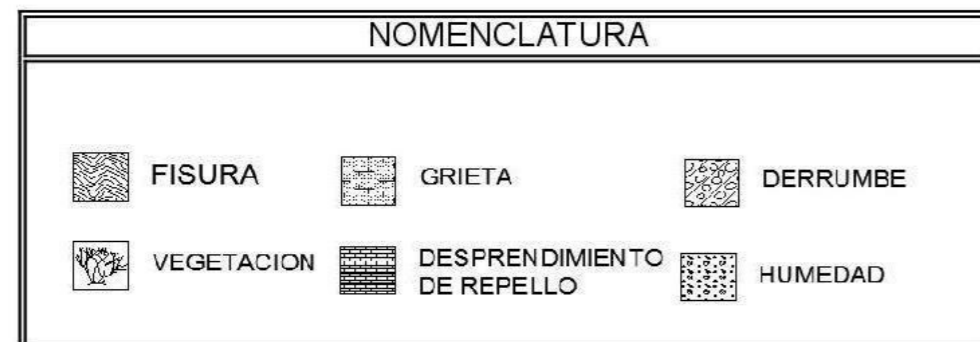 NOMENCLATURA
FISURA
GRIETA
DERRUMBE
VEGETACION
DESPRENDIMIENTO
DE REPELLO
HUMEDAD